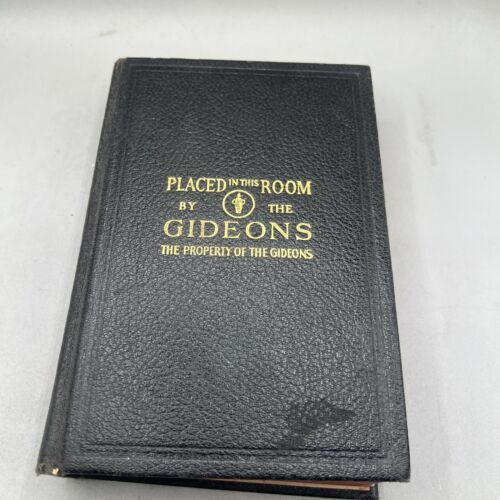 PLACED IN THIS ROOM
BY THE
GIDEONS
THE PROPERTY OF THE GIDEONS